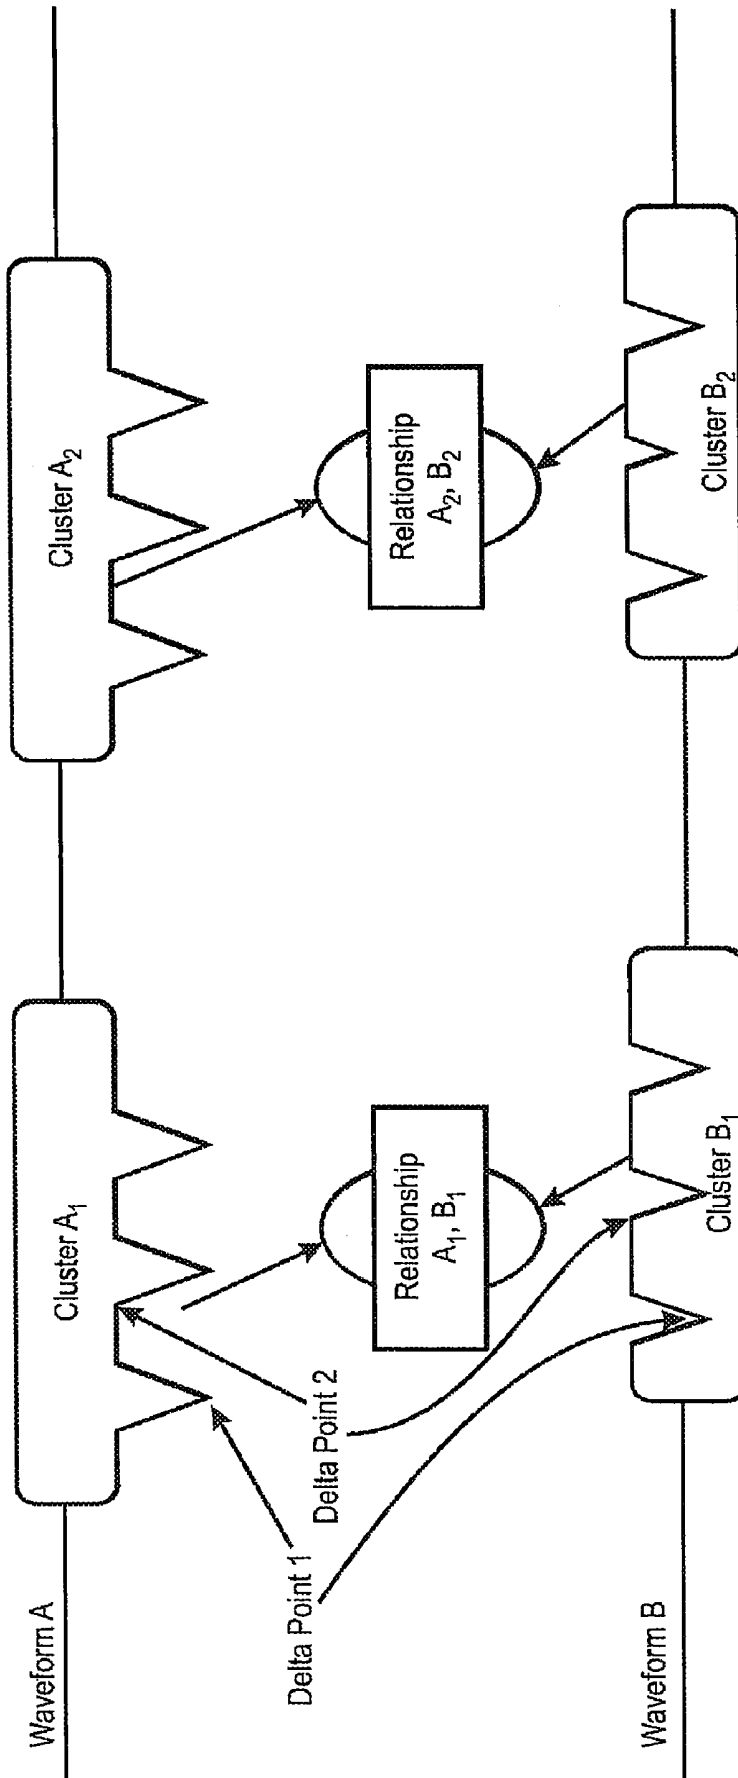 Waveform A
Cluster A₁
Cluster A₂
Delta Point 1
Delta Point 2
Relationship
A₁, B₁
Relationship
A₂, B₂
Waveform B
Cluster B₁
Cluster B₂